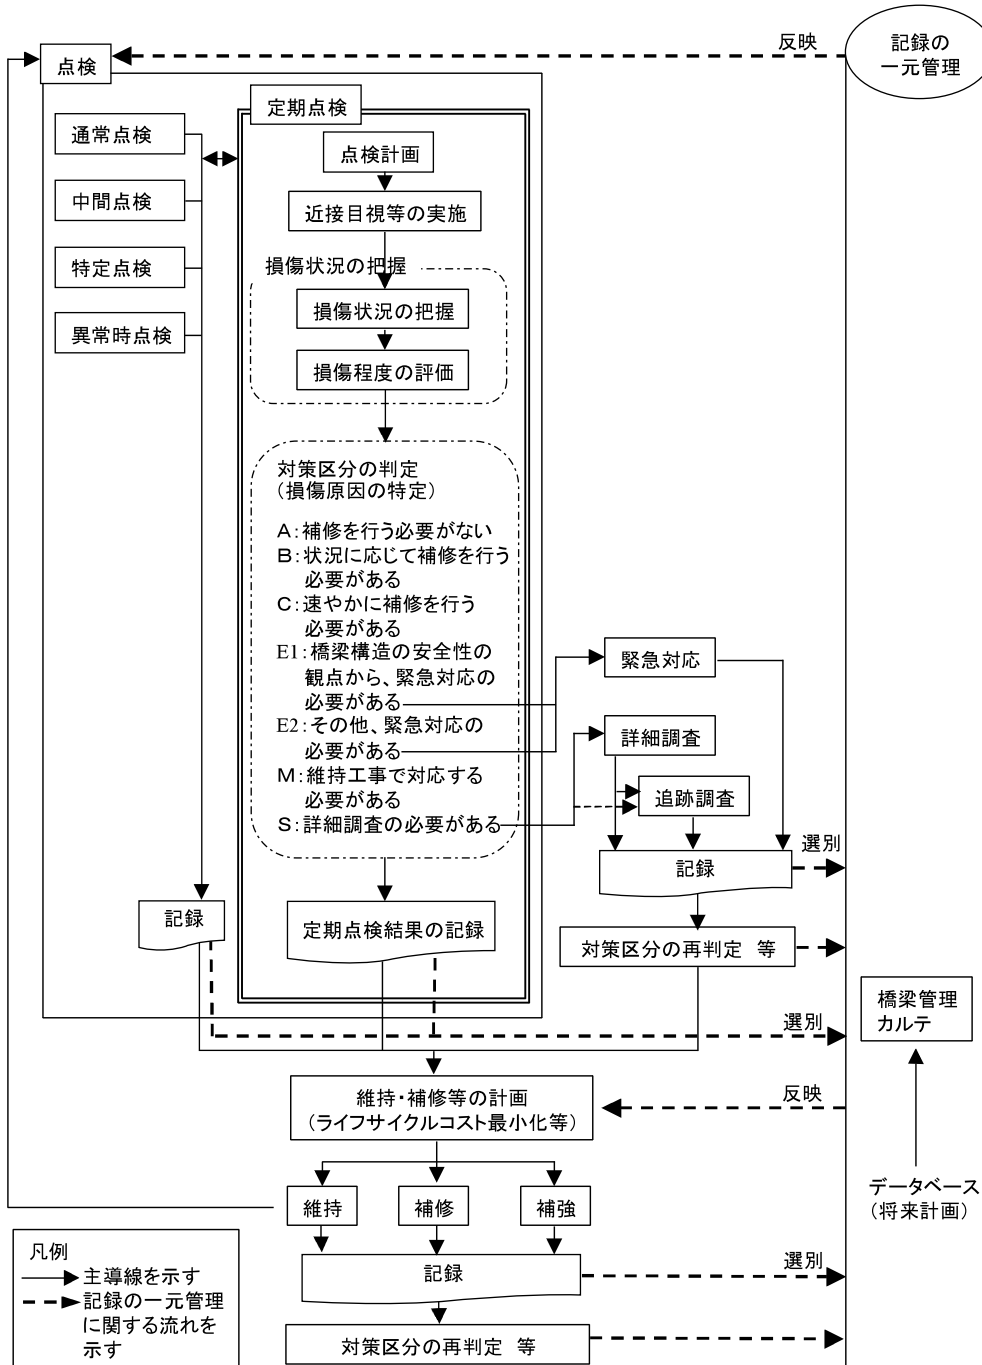 反映
記録の
一元管理
点検
定期点検
通常点検
中間点検
特定点検
異常時点検
点検計画
近接目視等の実施
損傷状況の把握
損傷状況の把握
損傷程度の評価
対策区分の判定
（損傷原因の特定）
A：補修を行う必要がない
B：状況に応じて補修を行う
必要がある
C：速やかに補修を行う
必要がある
E1：橋梁構造の安全性の
観点から、緊急対応の
必要がある
E2：その他、緊急対応の
必要がある
M：維持工事で対応する
必要がある
S：詳細調査の必要がある
緊急対応
詳細調査
追跡調査
記録
選別
対策区分の再判定 等
記録
定期点検結果の記録
選別
橋梁管理
カルテ
維持・補修等の計画
（ライフサイクルコスト最小化等）
反映
データベース
（将来計画）
維持
補修
補強
記録
選別
対策区分の再判定 等
凡例
主導線を示す
記録の一元管理
に関する流れを
示す